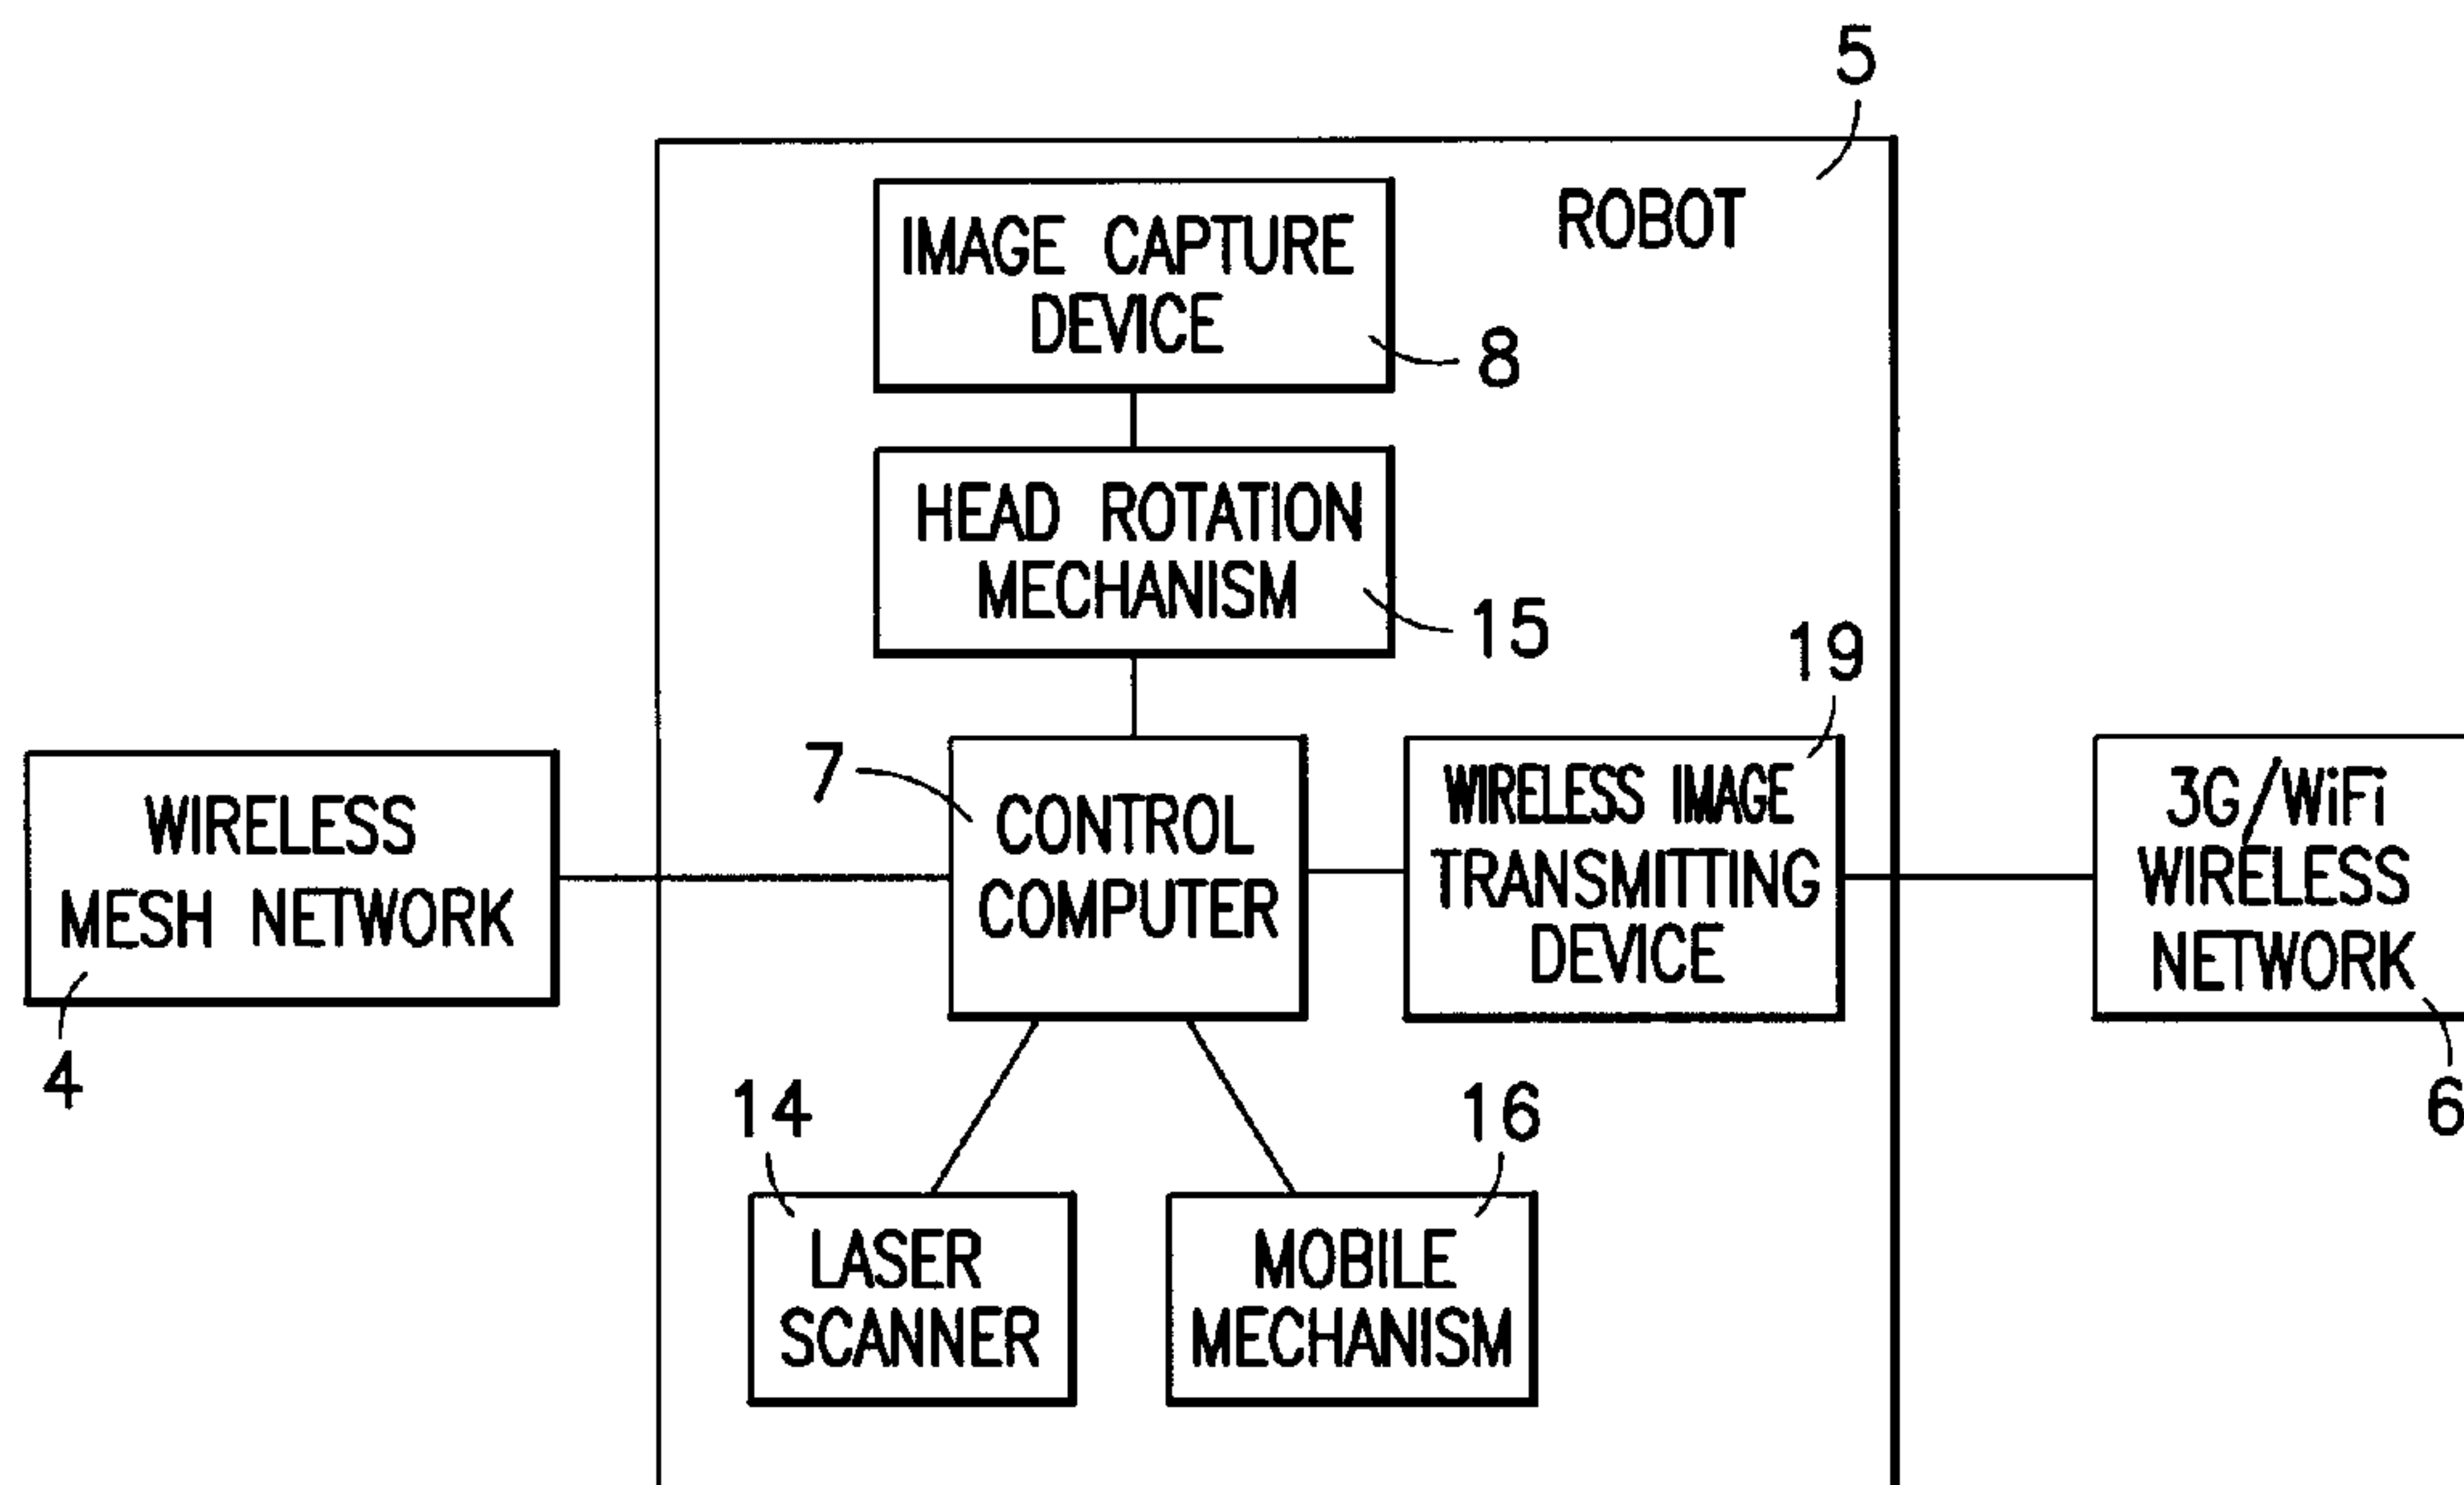 5
ROBOT
IMAGE CAPTURE
DEVICE
8
HEAD ROTATION
MECHANISM
15
19
7
WIRELESS
MESH NETWORK
4
CONTROL
COMPUTER
WIRELESS IMAGE
TRANSMITTING
DEVICE
3G/WiFi
WIRELESS
NETWORK
6
14
16
LASER
SCANNER
MOBILE
MECHANISM